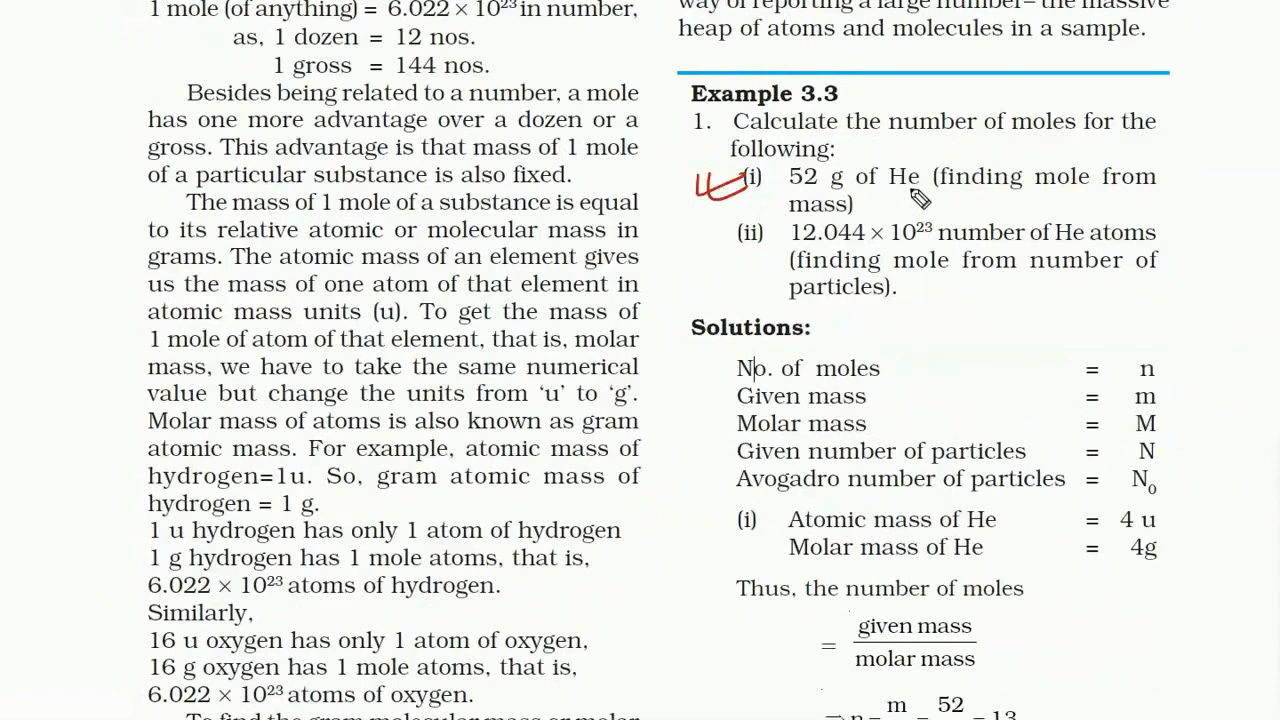 1 mole (of anything) = 6.022 × 10²³ in number,
as, 1 dozen = 12 nos.
1 gross = 144 nos.
Besides being related to a number, a mole
has one more advantage over a dozen or a
gross. This advantage is that mass of 1 mole
of a particular substance is also fixed.
The mass of 1 mole of a substance is equal
to its relative atomic or molecular mass in
grams. The atomic mass of an element gives
us the mass of one atom of that element in
atomic mass units (u). To get the mass of
1 mole of atom of that element, that is, molar
mass, we have to take the same numerical
value but change the units from ‘u’ to ‘g’.
Molar mass of atoms is also known as gram
atomic mass. For example, atomic mass of
hydrogen=1u. So, gram atomic mass of
hydrogen = 1 g.
1 u hydrogen has only 1 atom of hydrogen
1 g hydrogen has 1 mole atoms, that is,
6.022 × 10²³ atoms of hydrogen.
Similarly,
16 u oxygen has only 1 atom of oxygen,
16 g oxygen has 1 mole atoms, that is,
6.022 × 10²³ atoms of oxygen.
To find the gram molecular mass or molar
way of reporting a large number– the massive
heap of atoms and molecules in a sample.
Example 3.3
1. Calculate the number of moles for the
following:
(i) 52 g of He (finding mole from
mass)
(ii) 12.044 × 10²³ number of He atoms
(finding mole from number of
particles).
Solutions:
No. of moles = n
Given mass = m
Molar mass = M
Given number of particles = N
Avogadro number of particles = N₀
(i) Atomic mass of He = 4 u
Molar mass of He = 4g
Thus, the number of moles
= given mass
molar mass
⇒ n = m = 52 = 13